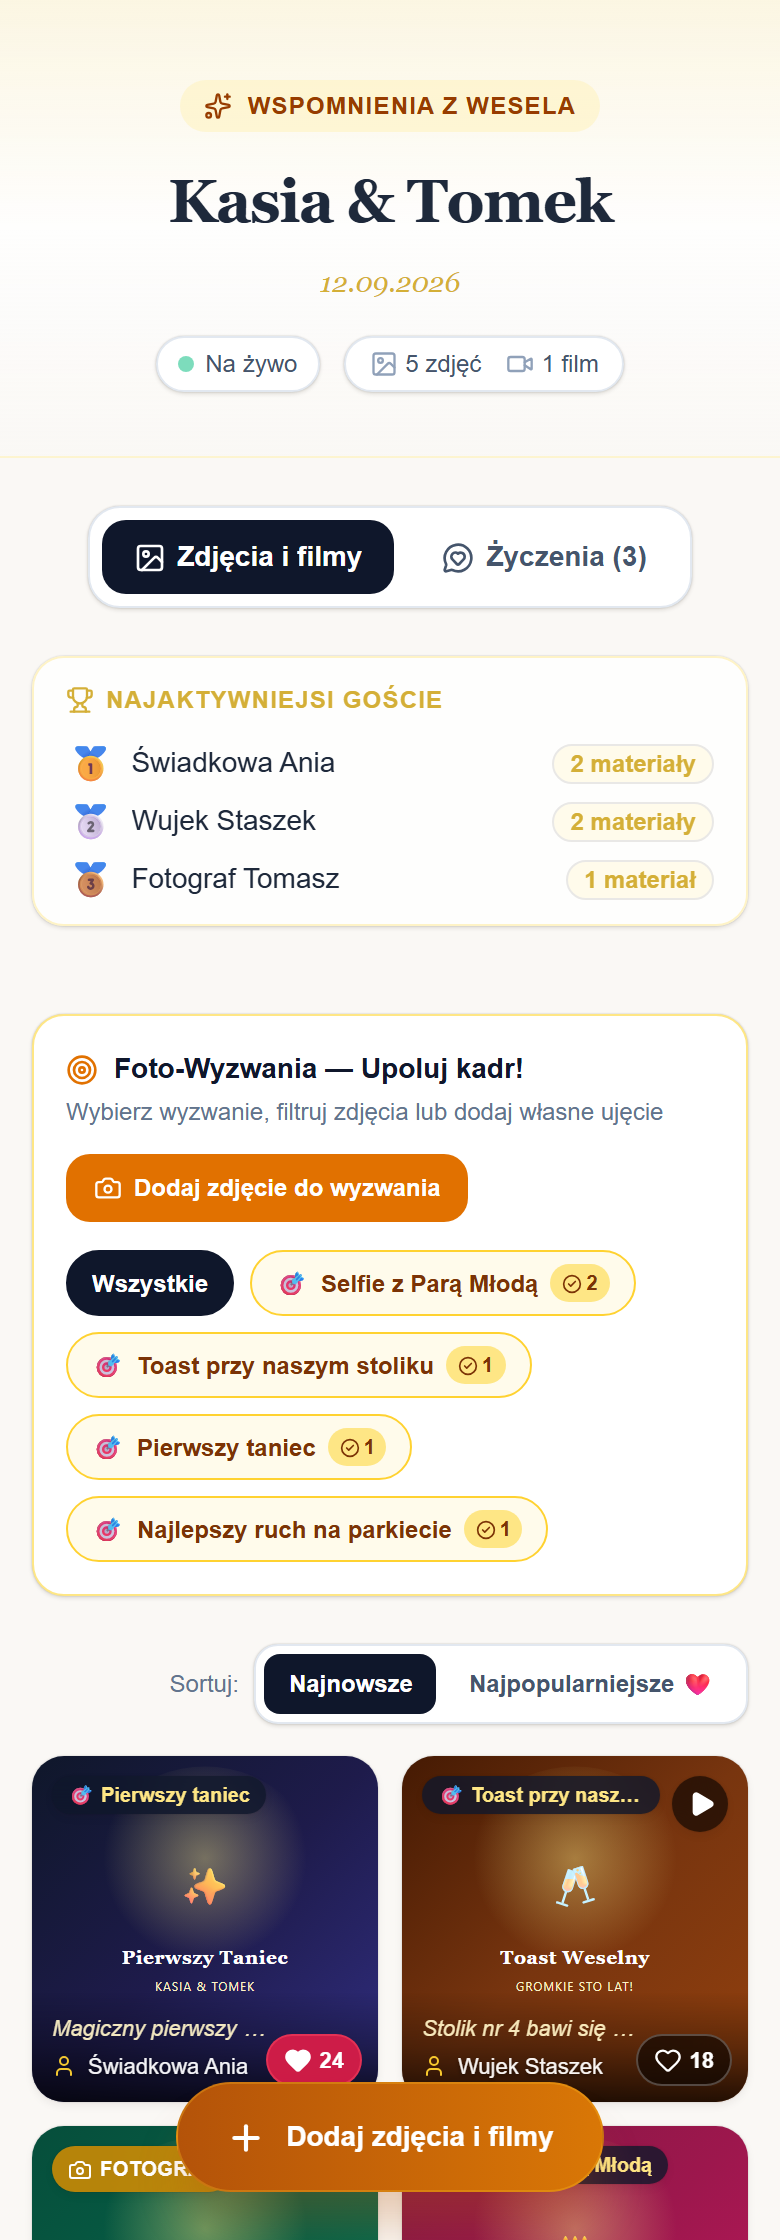 WSPOMNIENIA Z WESELA
Kasia & Tomek
12.09.2026
Na żywo
5 zdjęć
1 film
Zdjęcia i filmy
Życzenia (3)
NAJAKTYWNIEJSI GOŚCIE
1 Świadkowa Ania 2 materiały
2 Wujek Staszek 2 materiały
3 Fotograf Tomasz 1 materiał
Foto-Wyzwania — Upoluj kadr!
Wybierz wyzwanie, filtruj zdjęcia lub dodaj własne ujęcie
Dodaj zdjęcie do wyzwania
Wszystkie
Selfie z Parą Młodą 2
Toast przy naszym stoliku 1
Pierwszy taniec 1
Najlepszy ruch na parkiecie 1
Sortuj: Najnowsze Najpopularniejsze
Pierwszy taniec
Pierwszy Taniec
KASIA & TOMEK
Magiczny pierwszy ...
Świadkowa Ania 24
Toast przy nasz...
Toast Weselny
GROMKIE STO LAT!
Stolik nr 4 bawi się ...
Wujek Staszek 18
Dodaj zdjęcia i filmy
FOTOGR
Młodą